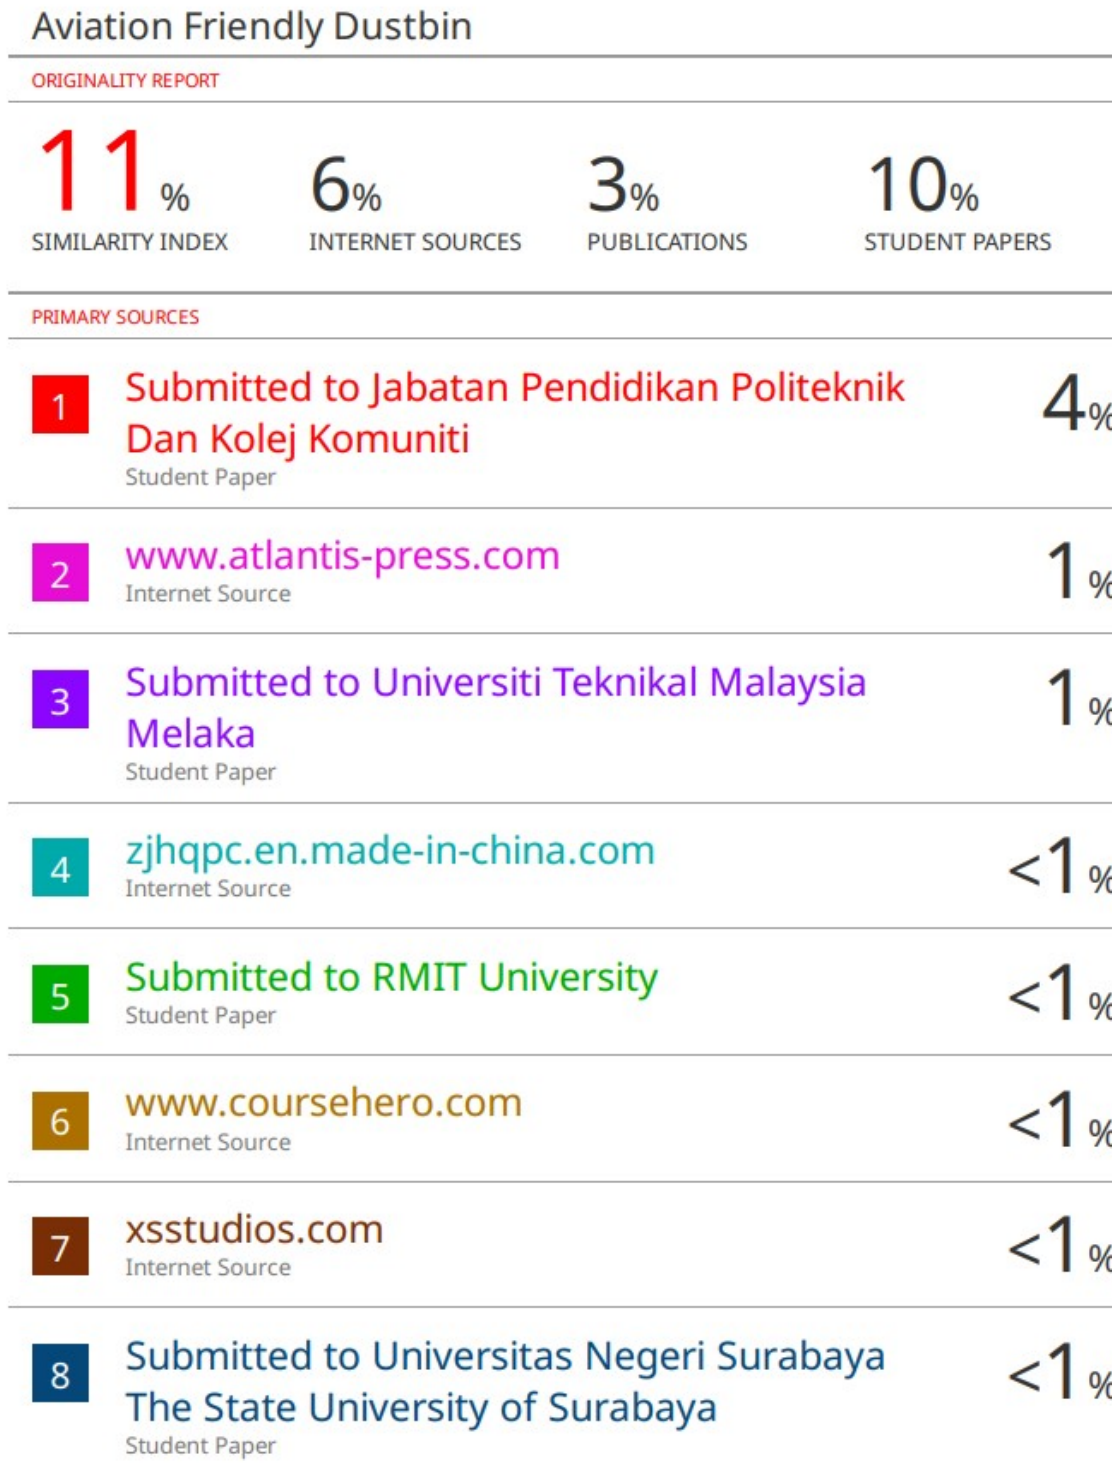 Aviation Friendly Dustbin
ORIGINALITY REPORT
11% 6% 3% 10%
SIMILARITY INDEX INTERNET SOURCES PUBLICATIONS STUDENT PAPERS
PRIMARY SOURCES
1 Submitted to Jabatan Pendidikan Politeknik 4%
Dan Kolej Komuniti
Student Paper
2 www.atlantis-press.com 1%
Internet Source
3 Submitted to Universiti Teknikal Malaysia 1%
Melaka
Student Paper
4 zjhqpc.en.made-in-china.com <1%
Internet Source
5 Submitted to RMIT University <1%
Student Paper
6 www.coursehero.com <1%
Internet Source
7 xsstudios.com <1%
Internet Source
8 Submitted to Universitas Negeri Surabaya <1%
The State University of Surabaya
Student Paper